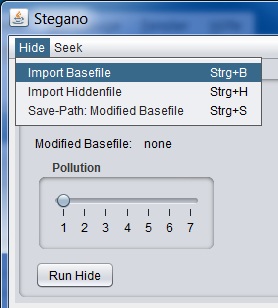 Stegano
Hide Seek
Import Basefile Strg+B
Import Hiddenfile Strg+H
Save-Path: Modified Basefile Strg+S
Modified Basefile: none
Pollution
1 2 3 4 5 6 7
Run Hide